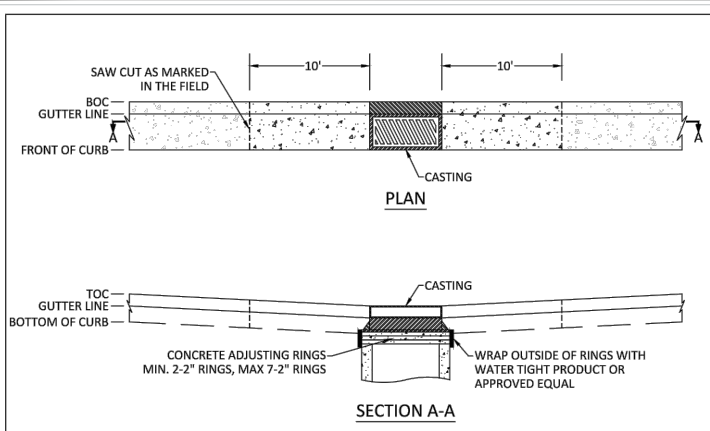 10'
10'
SAW CUT AS MARKED
IN THE FIELD
BOC
GUTTER LINE
A
A
FRONT OF CURB
CASTING
PLAN
CASTING
TOC
GUTTER LINE
BOTTOM OF CURB
CONCRETE ADJUSTING RINGS
MIN. 2-2" RINGS, MAX 7-2" RINGS
WRAP OUTSIDE OF RINGS WITH
WATER TIGHT PRODUCT OR
APPROVED EQUAL
SECTION A-A